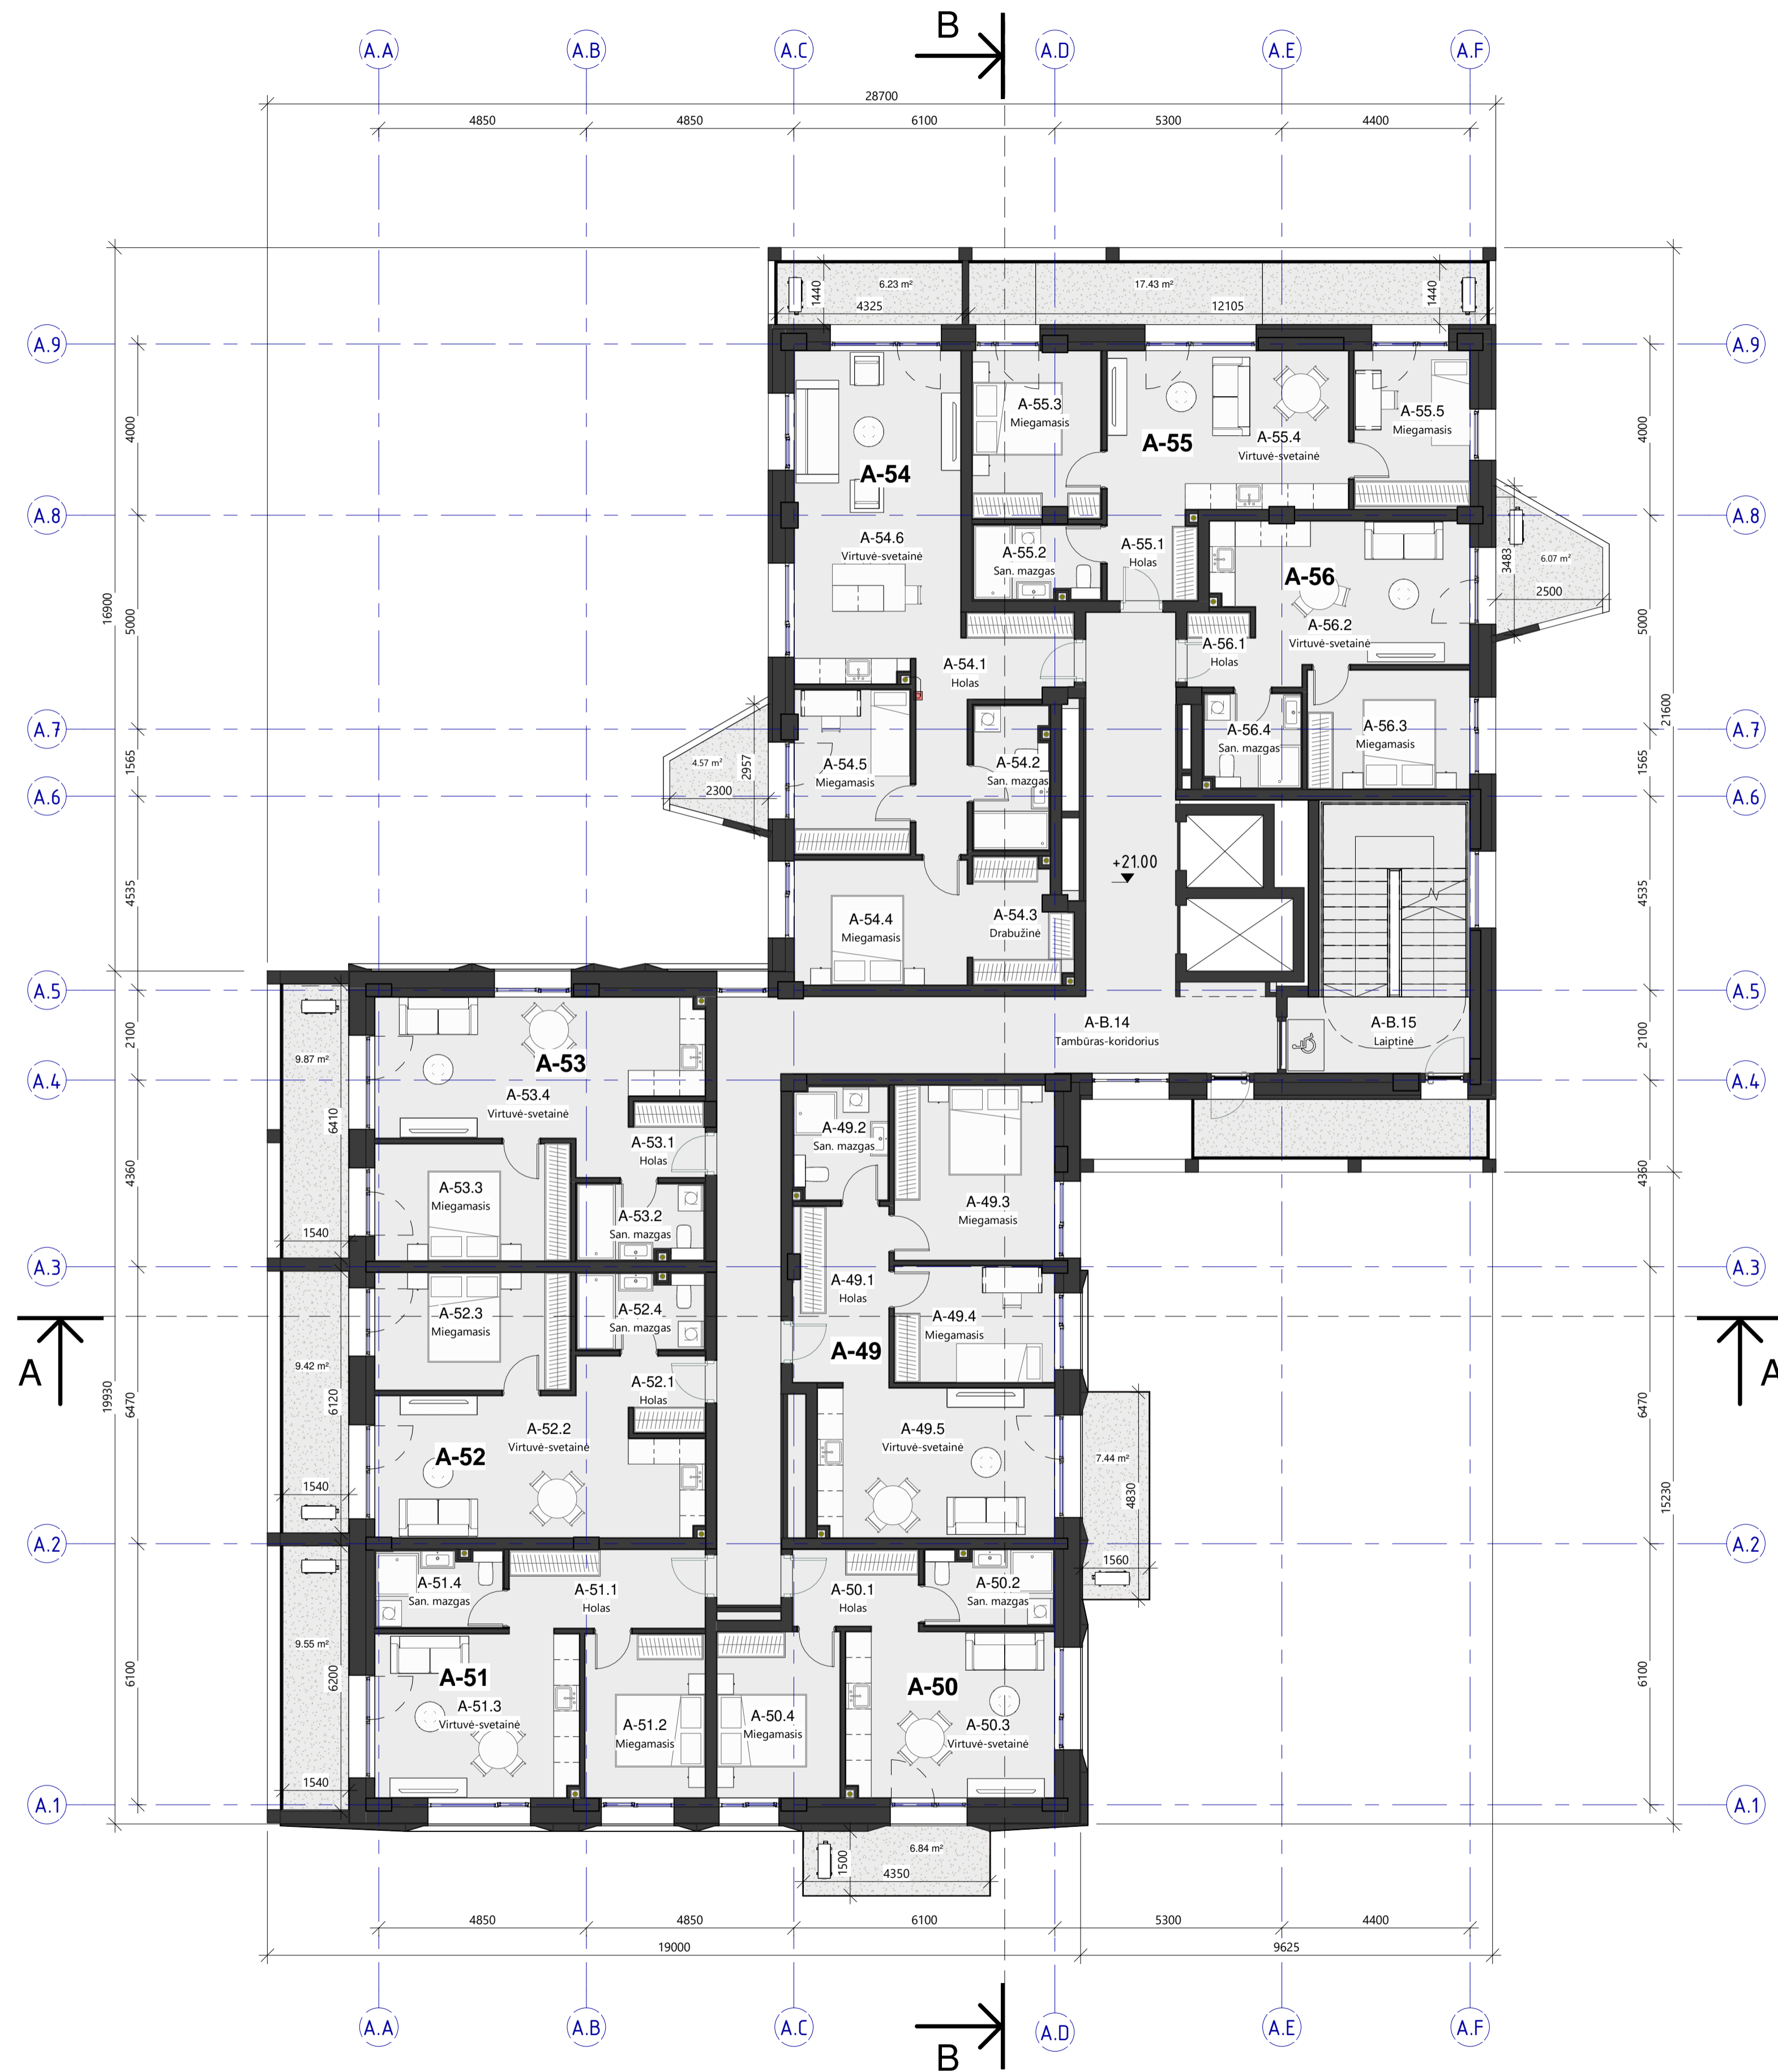 B
A.A
A.B
A.C
A.D
A.E
A.F
28700
4850
4850
6100
5300
4400
6.23 m²
17.43 m²
1440
1440
4325
12105
A.9
A.9
A-55.3
Miegamasis
A-55.5
Miegamasis
4000
4000
A-55
A-55.4
Virtuvė-svetainė
A-54
A.8
A.8
A-54.6
Virtuvė-svetainė
A-55.2
San. mazgas
A-55.1
Holas
3483
6.07 m²
2500
A-56
16900
5000
5000
A-56.2
Virtuvė-svetainė
A-56.1
Holas
A-54.1
Holas
21600
A.7
A.7
A-56.4
San. mazgas
A-56.3
Miegamasis
4.57 m²
2957
2300
A-54.5
Miegamasis
A-54.2
San. mazgas
1565
1565
A.6
A.6
+21.00
4535
4535
A-54.4
Miegamasis
A-54.3
Drabužinė
A.5
A.5
A-B.14
Tambūras-koridorius
A-B.15
Laiptinė
2100
2100
9.87 m²
A-53
A.4
A.4
A-53.4
Virtuvė-svetainė
6410
A-53.1
Holas
A-49.2
San. mazgas
4360
4360
A-53.3
Miegamasis
A-53.2
San. mazgas
A-49.3
Miegamasis
1540
A.3
A.3
A-49.1
Holas
A-52.3
Miegamasis
A-52.4
San. mazgas
A-49.4
Miegamasis
A-49
A
A
9.42 m²
19930
6120
6470
6470
A-52.1
Holas
A-52.2
Virtuvė-svetainė
A-49.5
Virtuvė-svetainė
A-52
7.44 m²
4830
15230
1540
A.2
A.2
1560
A-51.4
San. mazgas
A-51.1
Holas
A-50.1
Holas
A-50.2
San. mazgas
9.55 m²
6200
6100
6100
A-51
A-51.3
Virtuvė-svetainė
A-51.2
Miegamasis
A-50.4
Miegamasis
A-50
A-50.3
Virtuvė-svetainė
1540
A.1
A.1
6.84 m²
1500
4350
4850
4850
6100
5300
4400
19000
9625
A.A
A.B
A.C
A.D
A.E
A.F
B